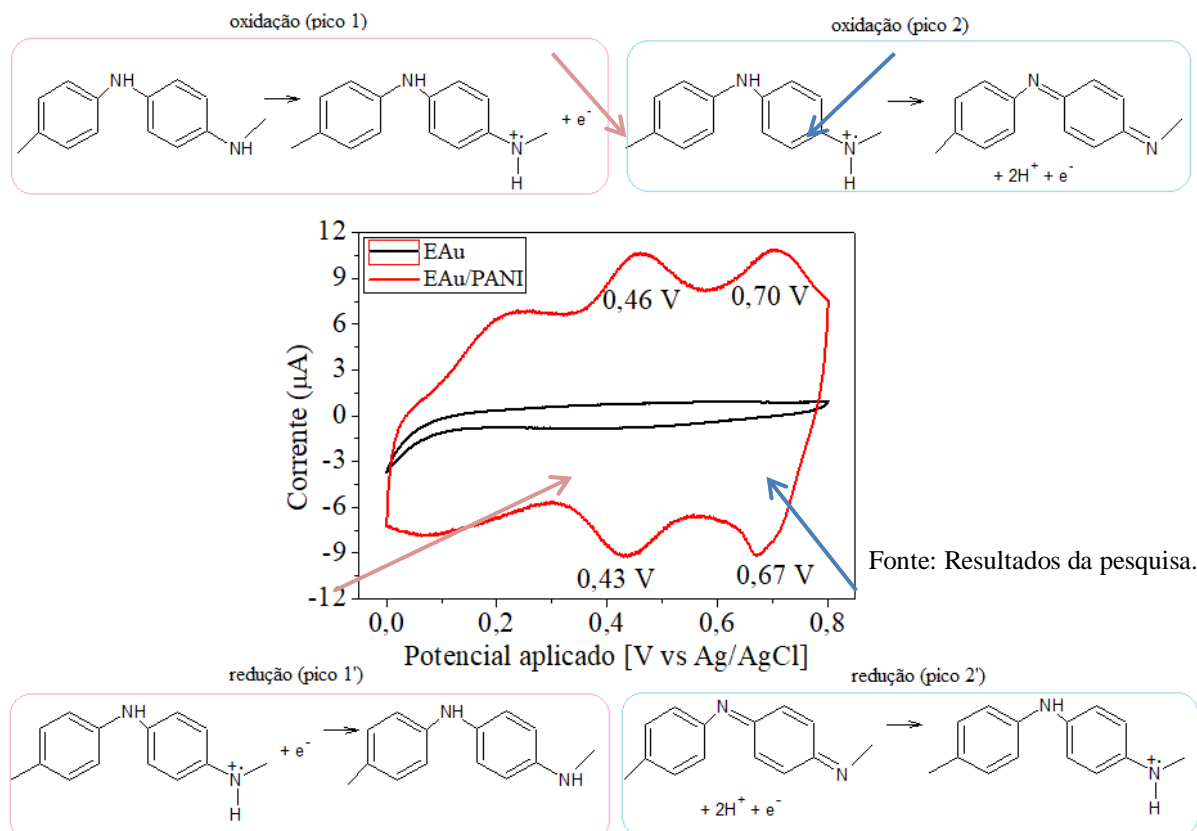 oxidação (pico 1)
oxidação (pico 2)
NH
NH
+ e-
NH
+·
N
H
NH
+·
N
H
N
N
+ 2H+ + e-
12
9
6
3
0
-3
-6
-9
-12
Corrente (µA)
EAu
EAu/PANI
0,46 V
0,70 V
0,43 V
0,67 V
Fonte: Resultados da pesquisa.
0,0
0,2
0,4
0,6
0,8
Potencial aplicado [V vs Ag/AgCl]
redução (pico 1')
redução (pico 2')
NH
+ e-
+·
N
H
NH
NH
N
N
+ 2H+ + e-
NH
+·
N
H